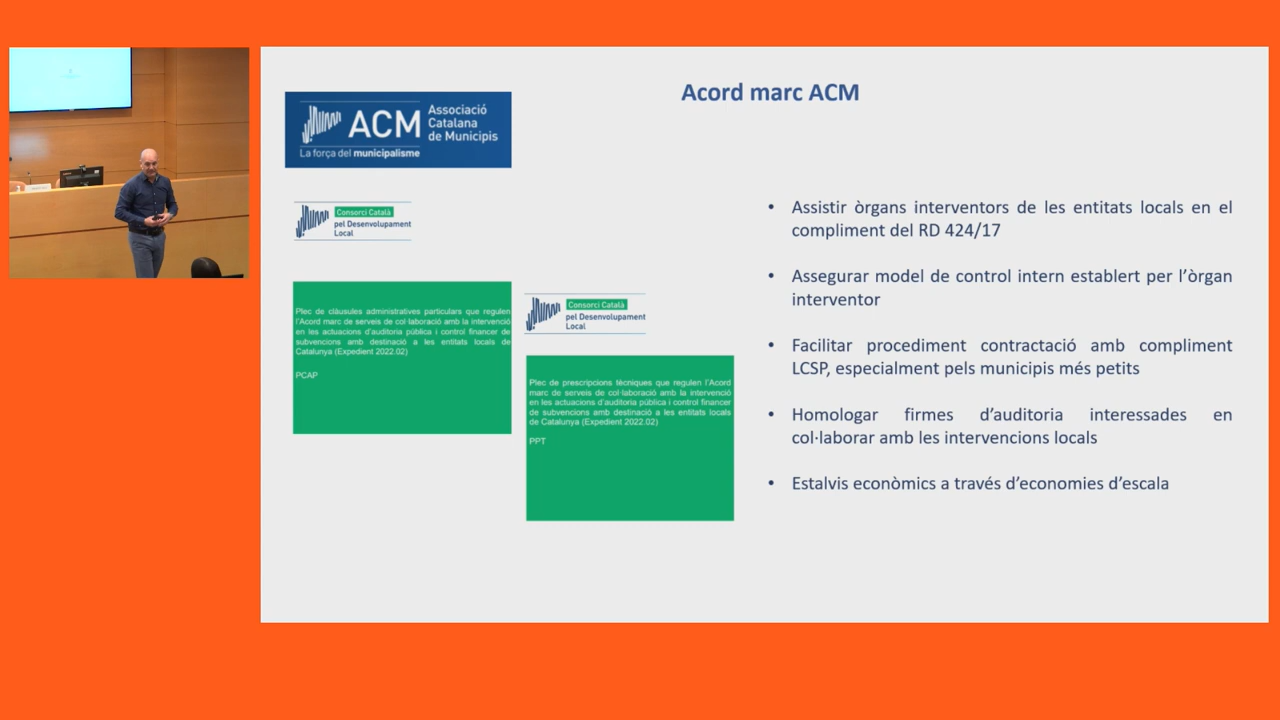 Acord marc ACM
ACM
Associació
Catalana
de Municipis
La força del municipalisme
Consorci Català
pel Desenvolupament
Local
Plec de clàusules administratives particulars que regulen
l'Acord marc de serveis de col·laboració amb la intervenció
en les actuacions d'auditoria pública i control financer de
subvencions amb destinació a les entitats locals de
Catalunya (Expedient 2022.02)
PCAP
Consorci Català
pel Desenvolupament
Local
Plec de prescripcions tècniques que regulen l'Acord
marc de serveis de col·laboració amb la intervenció
en les actuacions d'auditoria pública i control financer
de subvencions amb destinació a les entitats locals
de Catalunya (Expedient 2022.02)
PPT
• Assistir òrgans interventors de les entitats locals en el
compliment del RD 424/17
• Assegurar model de control intern establert per l'òrgan
interventor
• Facilitar procediment contractació amb compliment
LCSP, especialment pels municipis més petits
• Homologar firmes d'auditoria interessades en
col·laborar amb les intervencions locals
• Estalvis econòmics a través d'economies d'escala